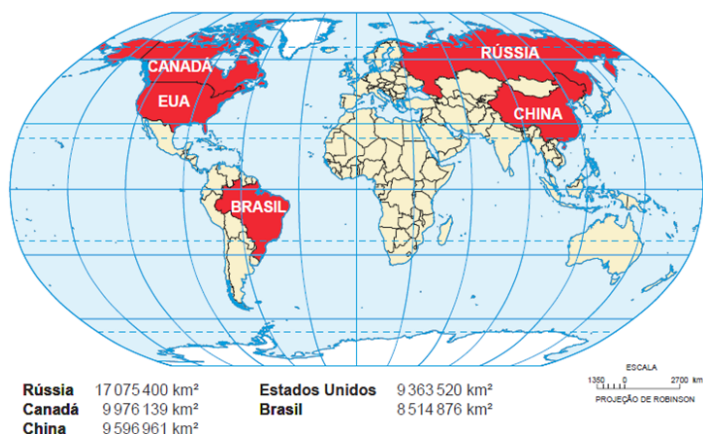 CANADÁ
EUA
RÚSSIA
CHINA
BRASIL
Rússia 17 075 400 km²
Canadá 9 976 139 km²
China 9 596 961 km²
Estados Unidos 9 363 520 km²
Brasil 8 514 876 km²
ESCALA
1350 0 2700 km
PROJEÇÃO DE ROBINSON